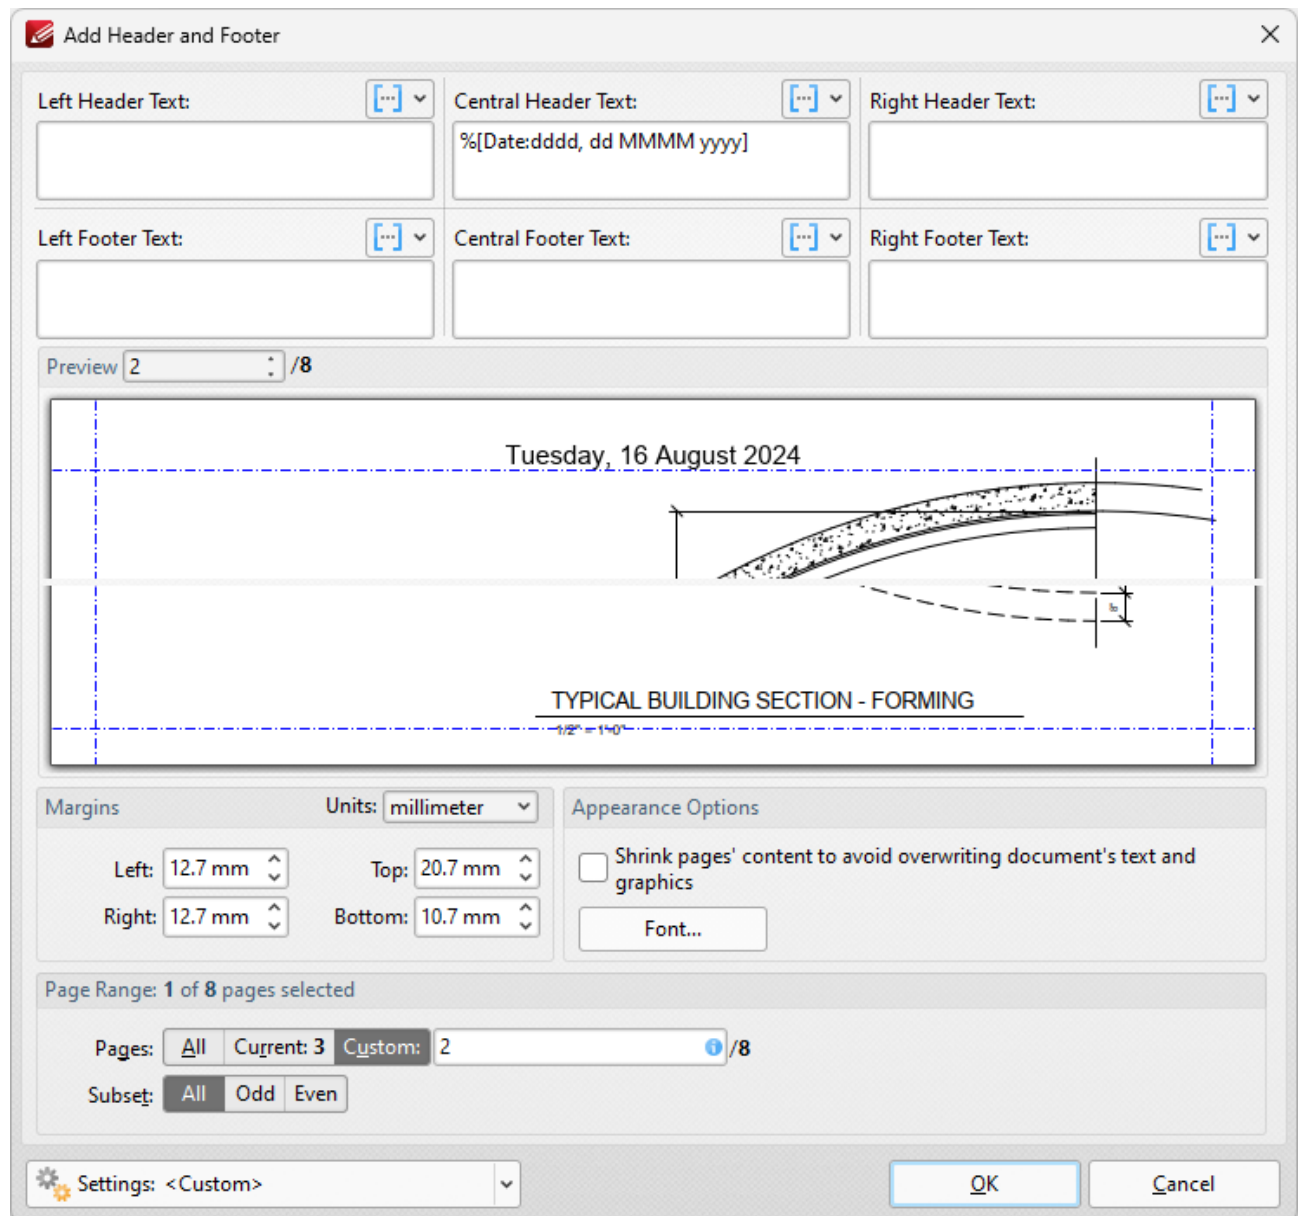 Add Header and Footer
Left Header Text:
Central Header Text:
Right Header Text:
%[Date:dddd, dd MMMM yyyy]
Left Footer Text:
Central Footer Text:
Right Footer Text:
Preview 2 /8
Tuesday, 16 August 2024
TYPICAL BUILDING SECTION - FORMING
1/2" = 1'-0"
Margins
Units: millimeter
Appearance Options
Left: 12.7 mm
Top: 20.7 mm
Shrink pages' content to avoid overwriting document's text and
graphics
Right: 12.7 mm
Bottom: 10.7 mm
Font...
Page Range: 1 of 8 pages selected
Pages: All Current: 3 Custom: 2 /8
Subset: All Odd Even
Settings: <Custom>
OK
Cancel